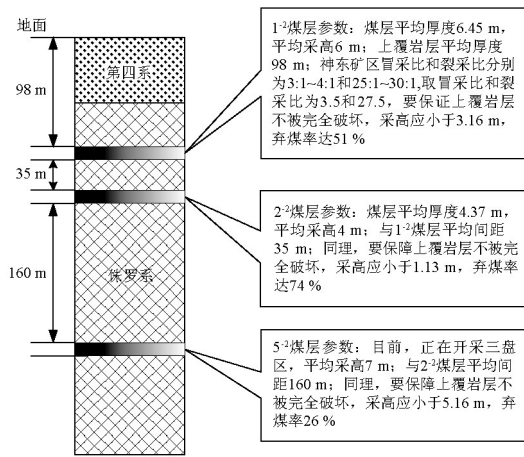 地面
98 m
35 m
160 m
第四系
侏罗系
1⁻²煤层参数：煤层平均厚度6.45 m，
平均采高6 m；上覆岩层平均厚度
98 m；神东矿区冒采比和裂采比分别
为3:1~4:1和25:1~30:1,取冒采比和裂
采比为3.5和27.5，要保证上覆岩层
不被完全破坏，采高应小于3.16 m，
弃煤率达51 %
2⁻²煤层参数：煤层平均厚度4.37 m，
平均采高4 m；与1⁻²煤层平均间距
35 m；同理，要保障上覆岩层不被完
全破坏，采高应小于1.13 m，弃煤率
达74 %
5⁻²煤层参数：目前，正在开采三盘
区，平均采高7 m；与2⁻²煤层平均间
距160 m；同理，要保障上覆岩层不
被完全破坏，采高应小于5.16 m，弃
煤率26 %